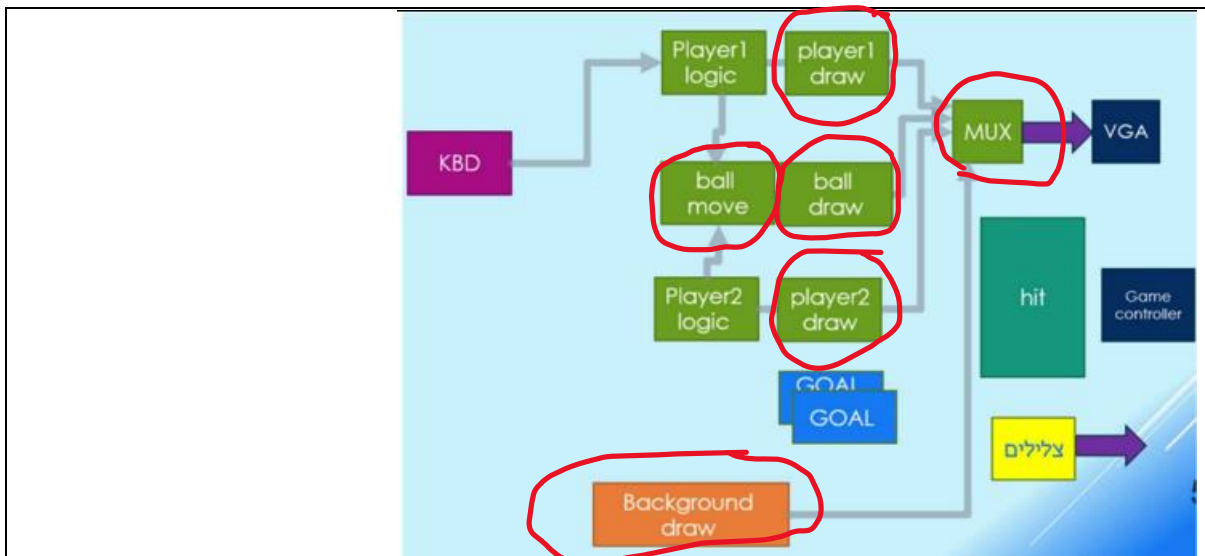 Player1
logic
player1
draw
KBD
MUX
VGA
ball
move
ball
draw
Player2
logic
player2
draw
hit
Game
controller
GOAL
GOAL
צלילים
Background
draw